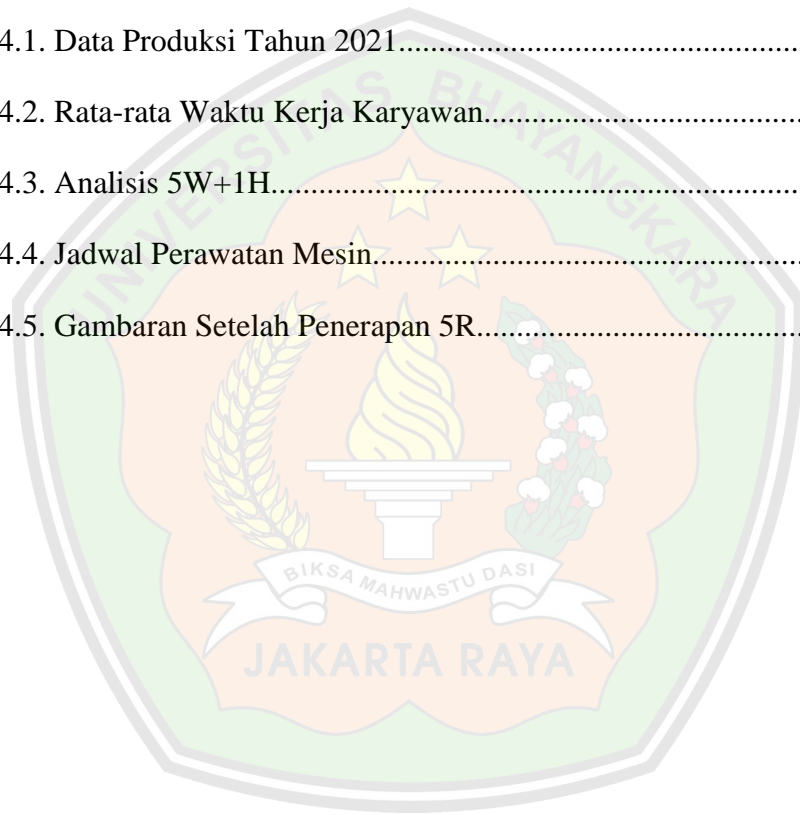 4.1. Data Produksi Tahun 2021.....................................................
4.2. Rata-rata Waktu Kerja Karyawan..........................................
4.3. Analisis 5W+1H.....................................................................
4.4. Jadwal Perawatan Mesin........................................................
4.5. Gambaran Setelah Penerapan 5R...........................................
UNIVERSITAS BHAYANGKARA
BIKSA MAHWASTU DASI
JAKARTA RAYA